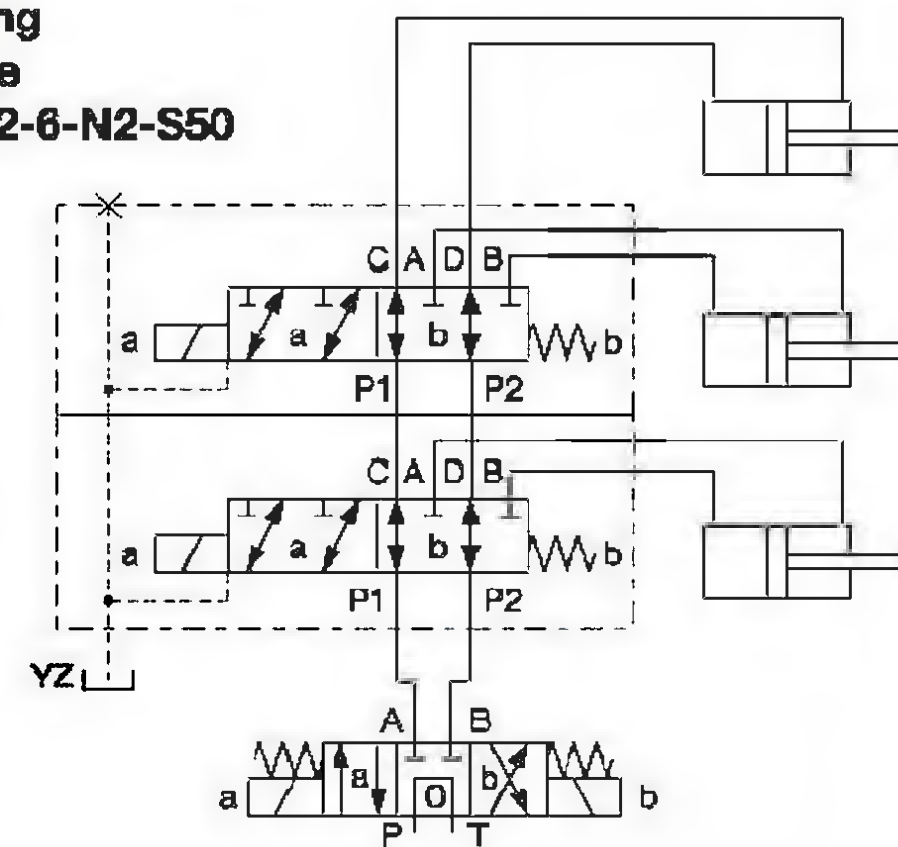 ng
e
2-6-N2-S50
C A D B
a a b b
P1 P2
C A D B
a a b b
P1 P2
YZ
A B
a a O b b
P T